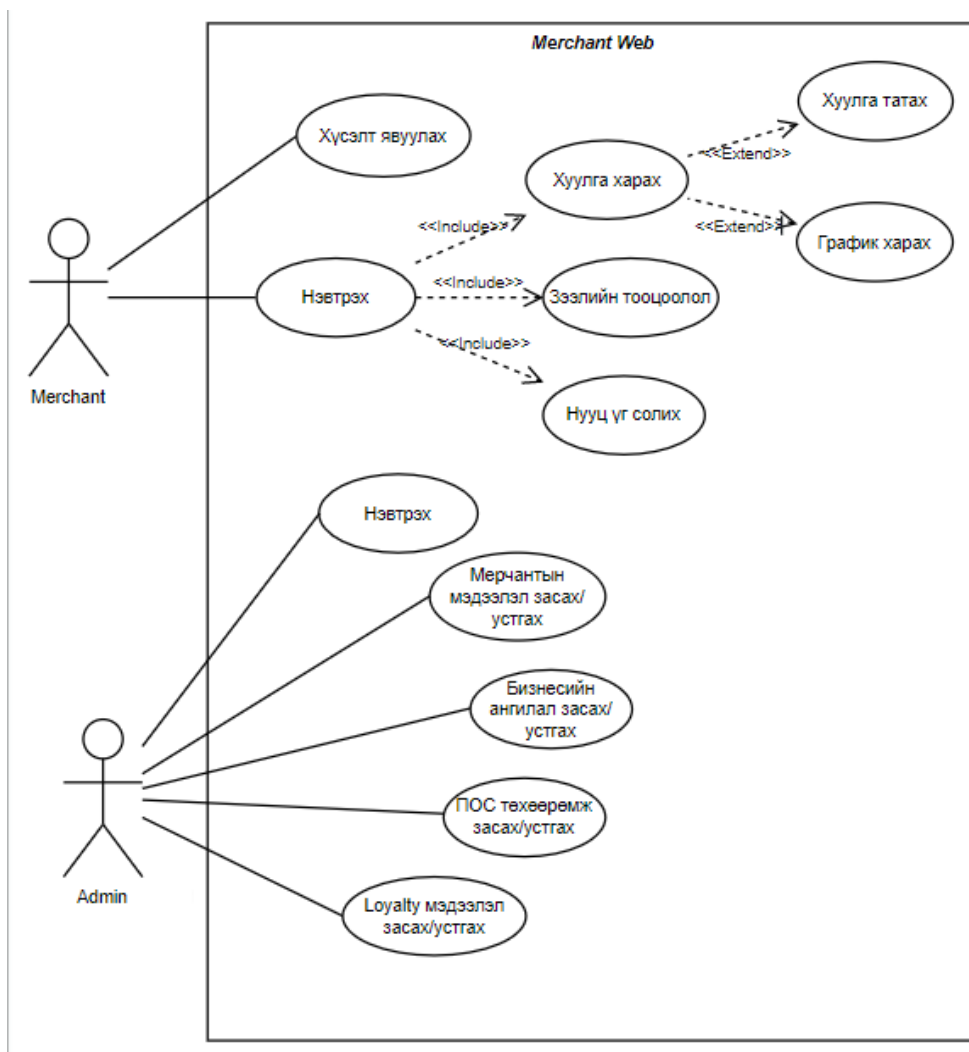 Merchant Web
Хуулга татах
Хүсэлт явуулах
<<Extend>>
Хуулга харах
<<Include>>
<<Extend>>
График харах
<<Include>>
Нэвтрэх
Зээлийн тооцоолол
<<Include>>
Merchant
Нууц үг солих
Нэвтрэх
Мерчантын
мэдээлэл засах/
устгах
Бизнесийн
ангилал засах/
устгах
ПОС төхөөрөмж
засах/устгах
Admin
Loyalty мэдээлэл
засах/устгах